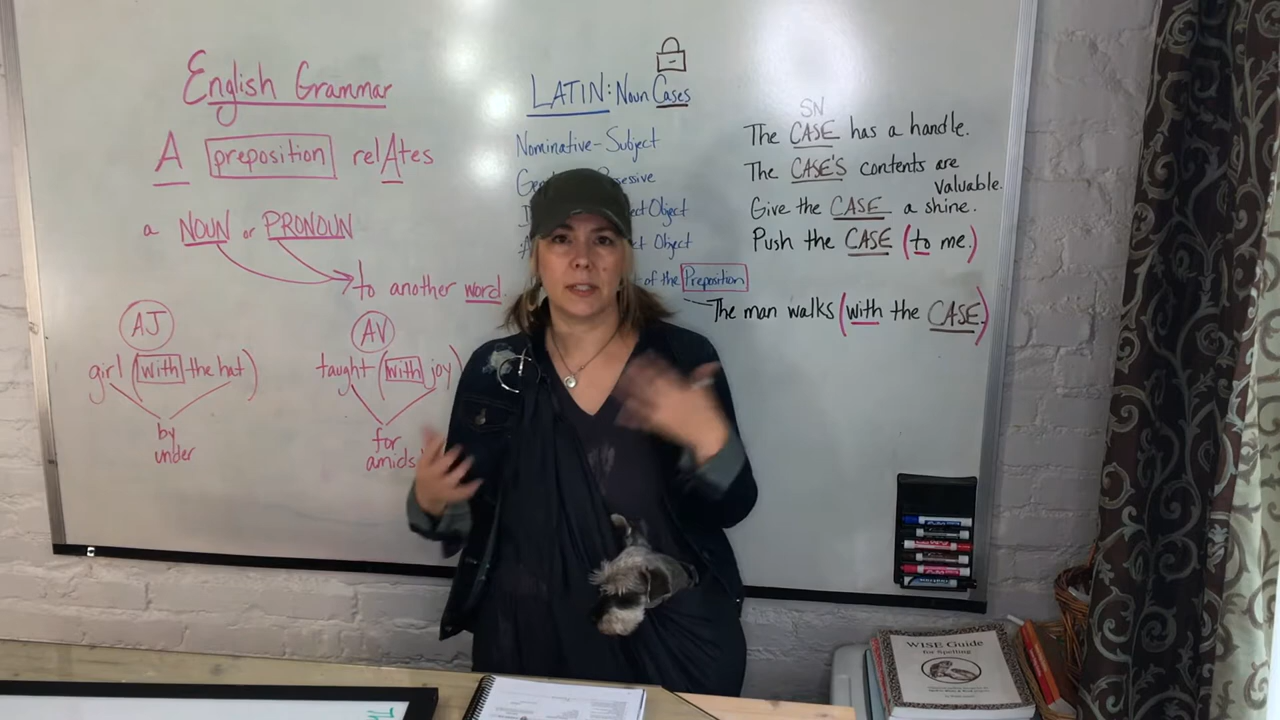 English Grammar
A preposition relAtes
a NOUN or PRONOUN
to another word.
AJ
girl (with the hat)
by
under
AV
taught (with joy)
for
LATIN: Noun Cases
Nominative - Subject
Object
Object
of the Preposition
SN
The CASE has a handle.
The CASE'S contents are
valuable.
Give the CASE a shine.
Push the CASE (to me.)
The man walks (with the CASE.)
WISE Guide
for Spelling